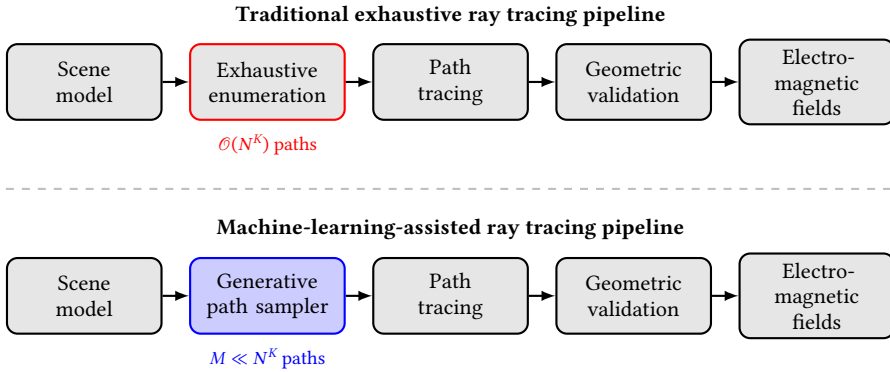 Traditional exhaustive ray tracing pipeline
Scene
model
Exhaustive
enumeration
Path
tracing
Geometric
validation
Electro-
magnetic
fields
𝒪(N^K) paths
Machine-learning-assisted ray tracing pipeline
Scene
model
Generative
path sampler
Path
tracing
Geometric
validation
Electro-
magnetic
fields
M ≪ N^K paths